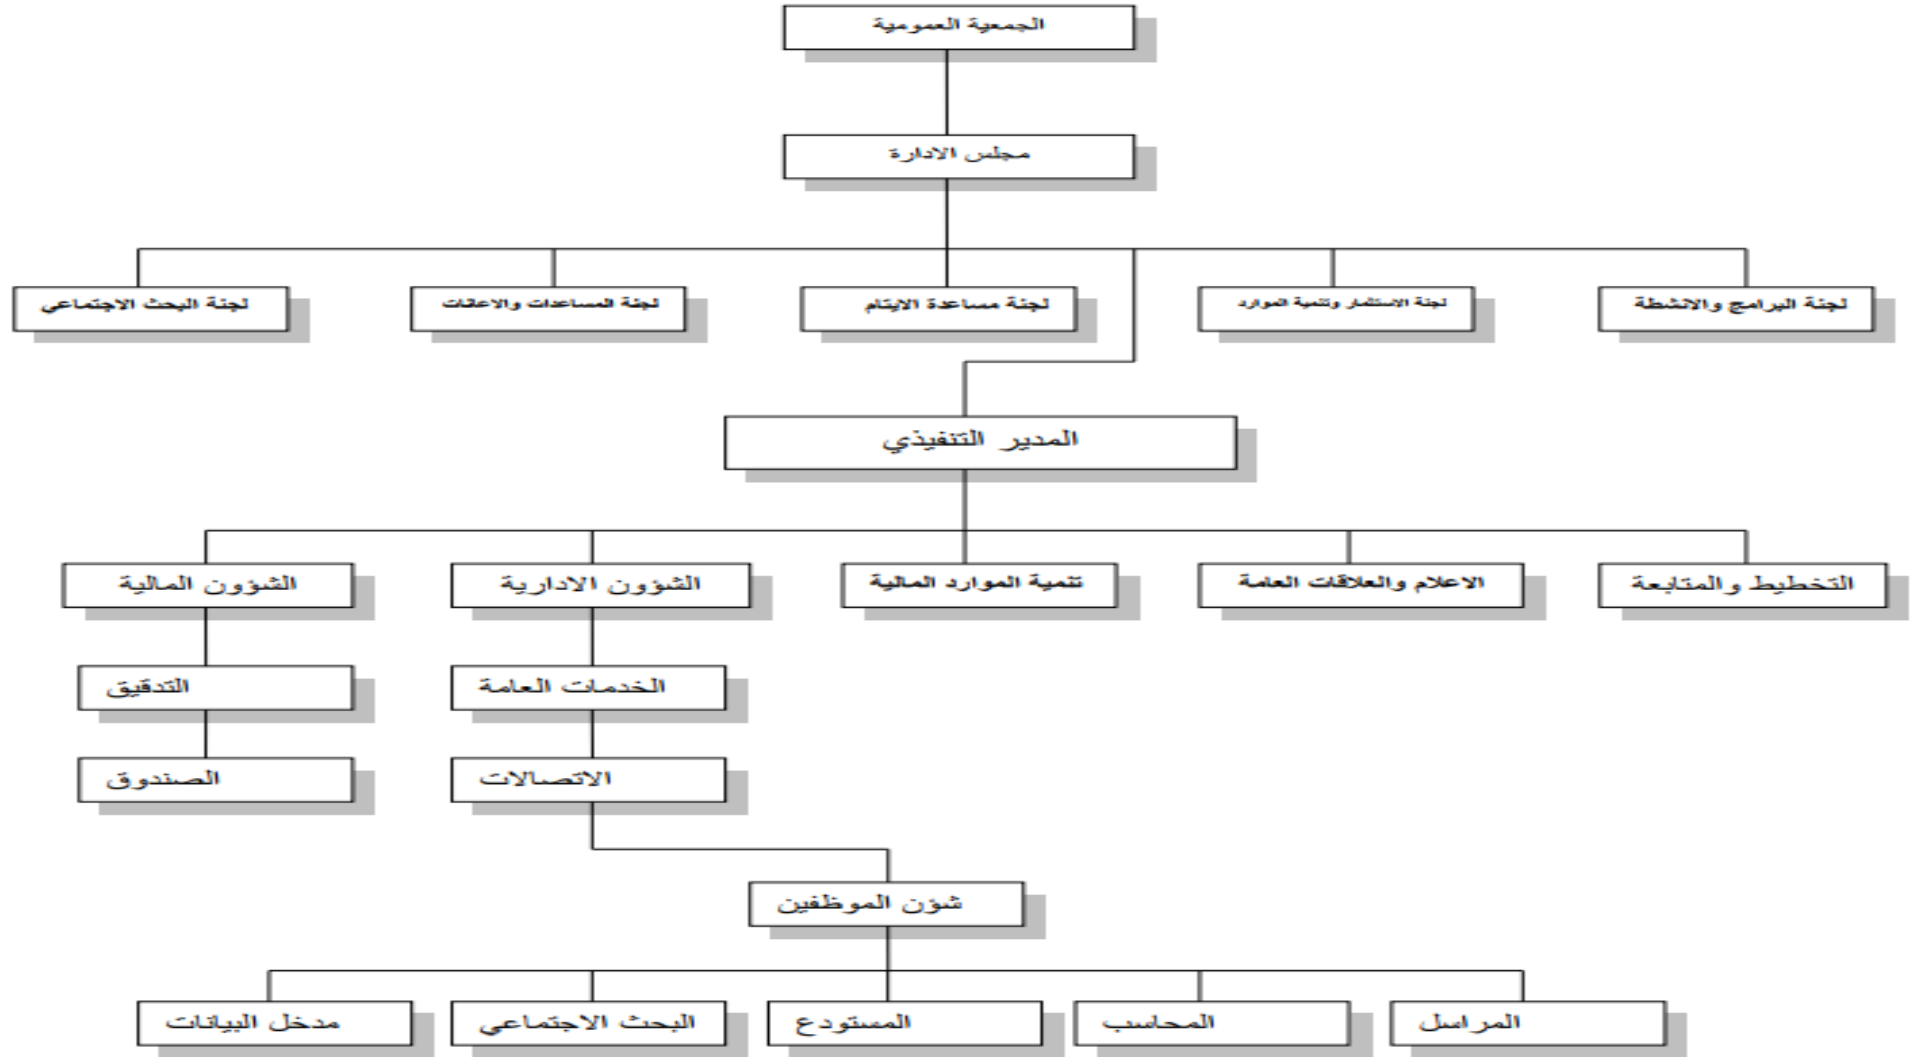 الجمعية العمومية
مجلس الادارة
لجنة البرامج والانشطة
لجنة الاستثمار وتنمية الموارد
لجنة مساعدة الايتام
لجنة المساعدات والاعانات
لجنة البحث الاجتماعي
المدير التنفيذي
التخطيط والمتابعة
الاعلام والعلاقات العامة
تنمية الموارد المالية
الشؤون الادارية
الشؤون المالية
الخدمات العامة
التدقيق
الاتصالات
الصندوق
شؤن الموظفين
المراسل
المحاسب
المستودع
البحث الاجتماعي
مدخل البيانات